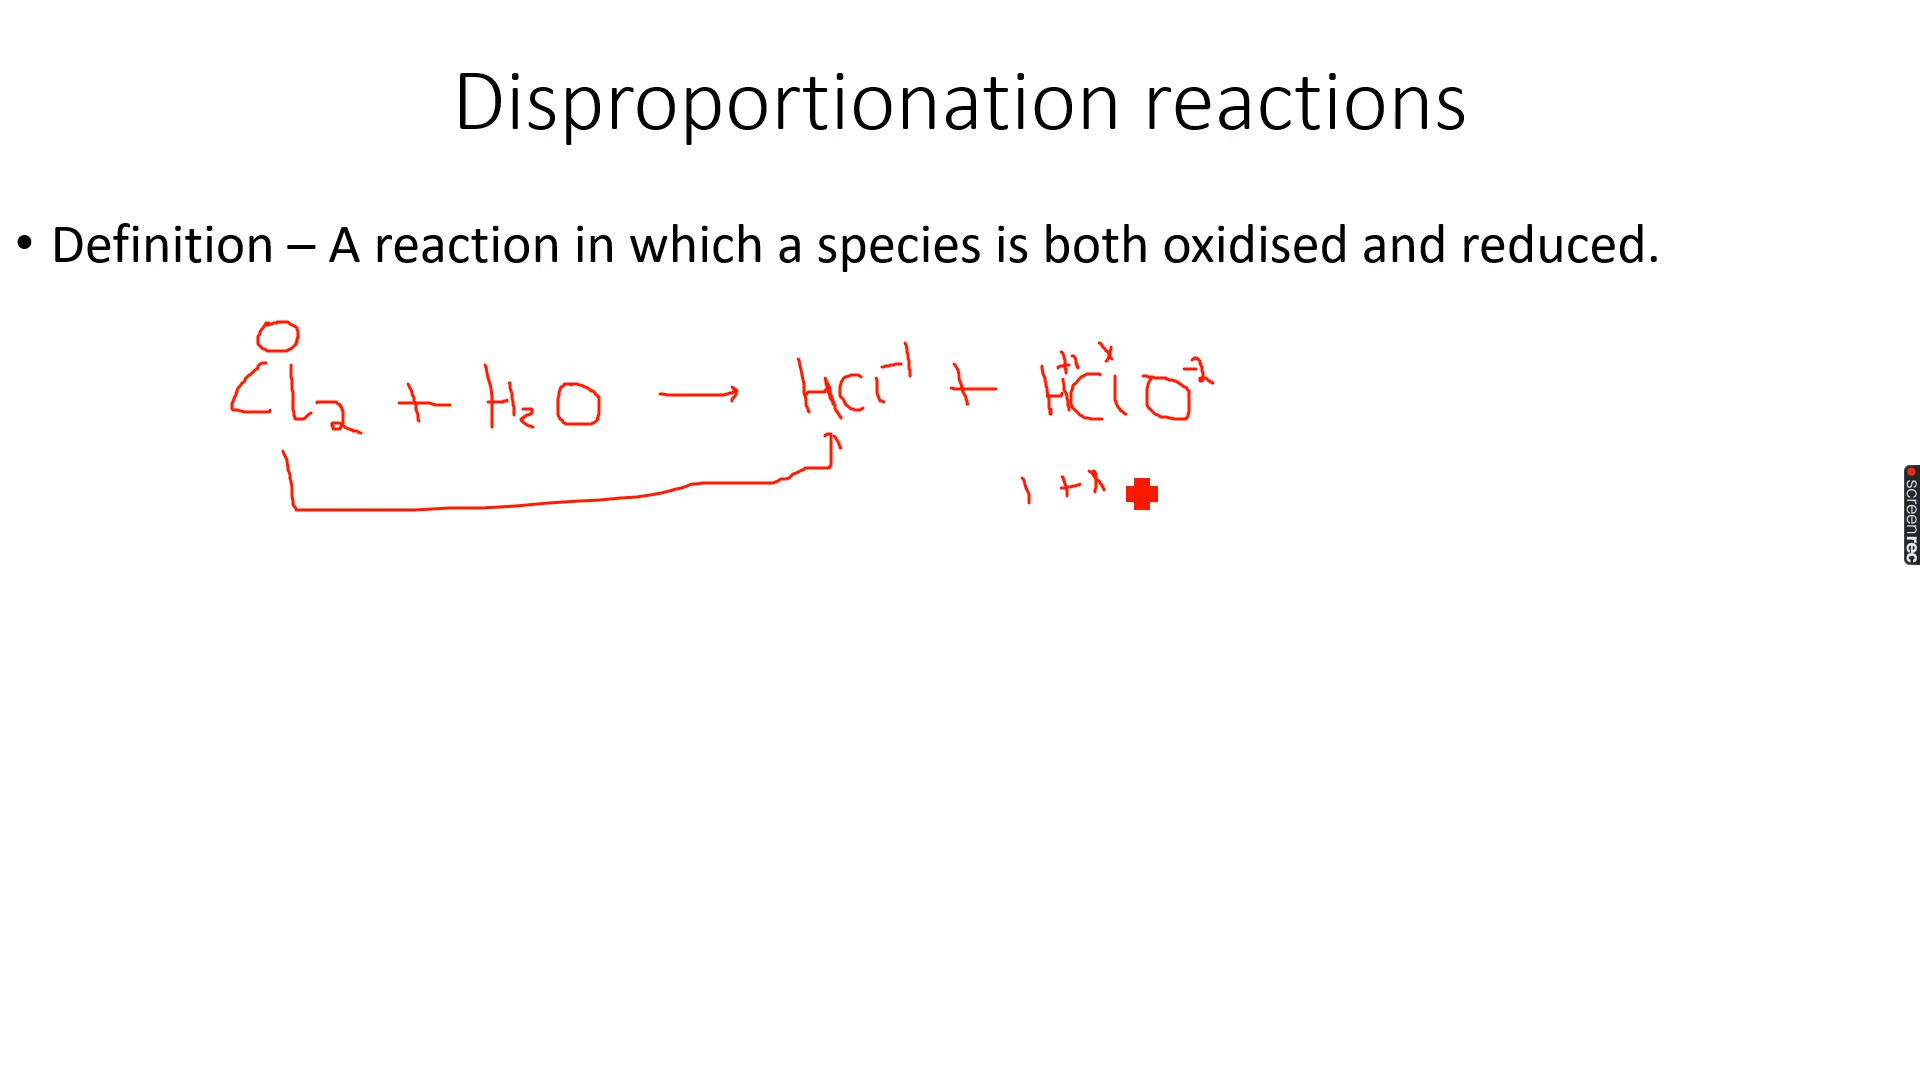 Disproportionation reactions
• Definition – A reaction in which a species is both oxidised and reduced.
0 +1 x
Cl₂ + H₂O → HCl⁻¹ + HClO⁻²
1 + x
screenrec